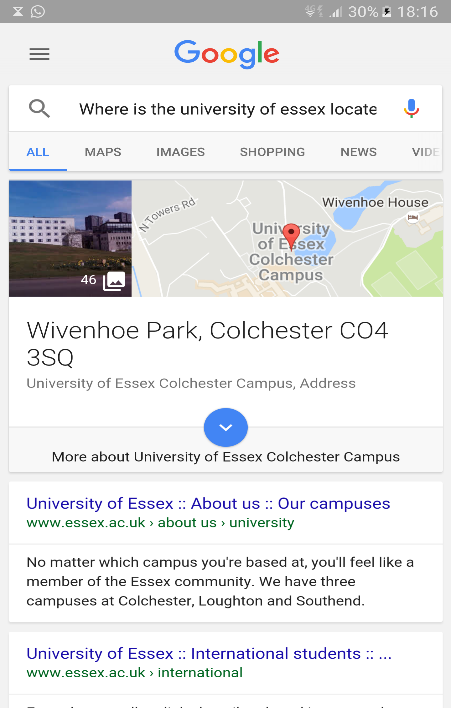 30% 18:16
Google
Where is the university of essex locate
ALL MAPS IMAGES SHOPPING NEWS VIDE
N Towers Rd
Wivenhoe House
University
of Essex
Colchester
Campus
46
Wivenhoe Park, Colchester CO4
3SQ
University of Essex Colchester Campus, Address
More about University of Essex Colchester Campus
University of Essex :: About us :: Our campuses
www.essex.ac.uk › about us › university
No matter which campus you're based at, you'll feel like a
member of the Essex community. We have three
campuses at Colchester, Loughton and Southend.
University of Essex :: International students :: ...
www.essex.ac.uk › international